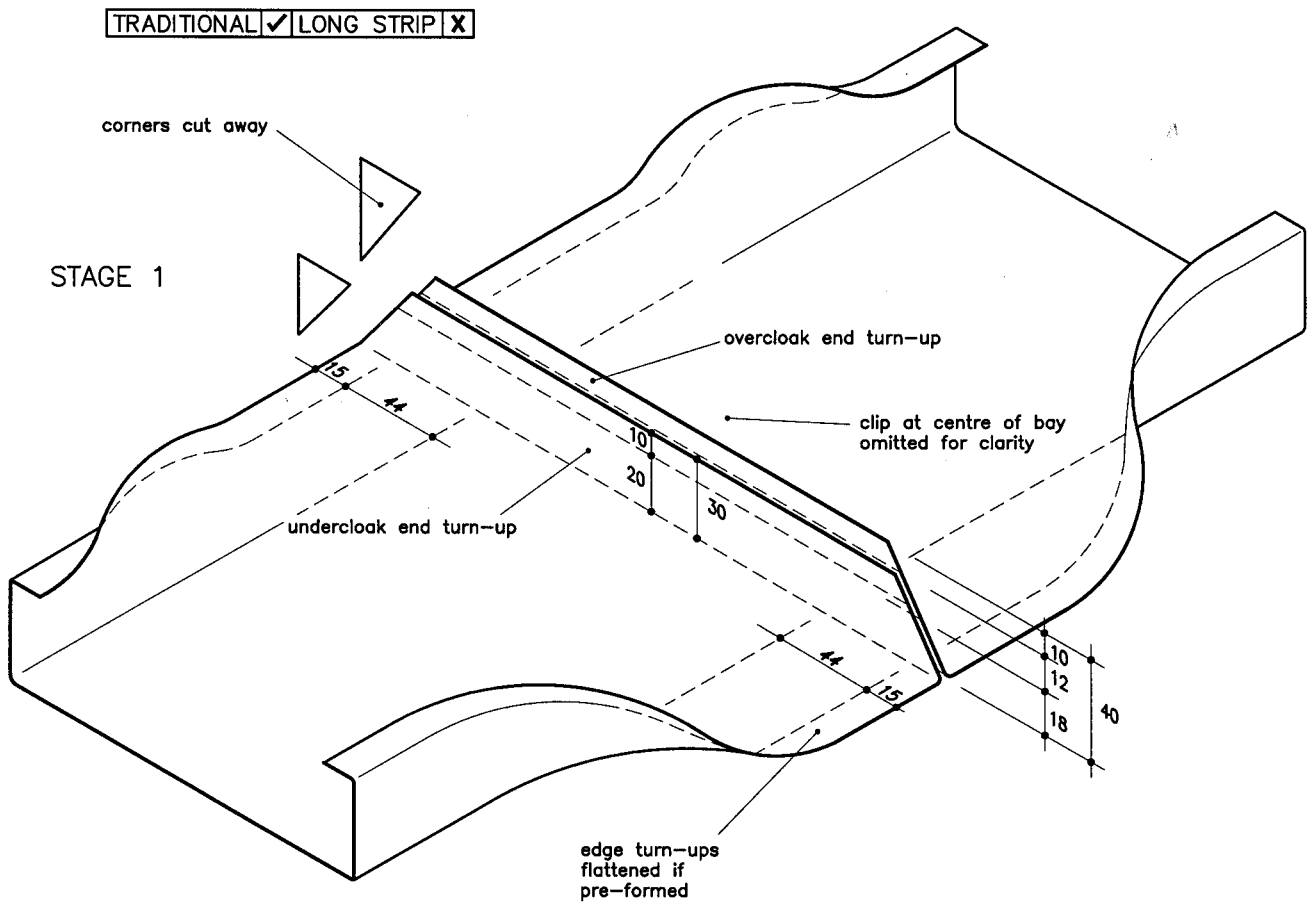 TRADITIONAL ✓ LONG STRIP X
corners cut away
STAGE 1
overcloak end turn-up
15
44
clip at centre of bay
omitted for clarity
10
20
30
undercloak end turn-up
44
15
10
12
18
40
edge turn-ups
flattened if
pre-formed